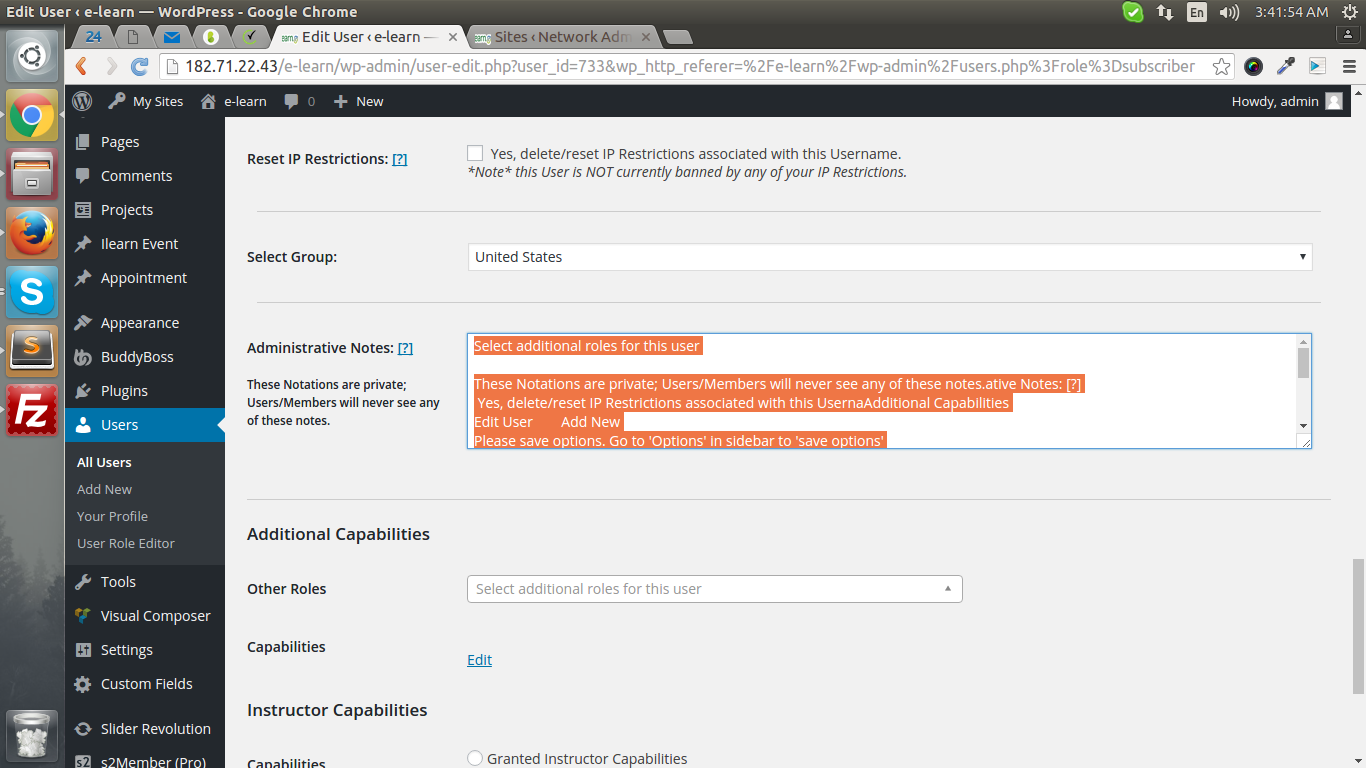 Edit User ‹ e-learn — WordPress - Google Chrome
En
3:41:54 AM
24
Edit User ‹ e-learn —
Sites ‹ Network Adm
182.71.22.43/e-learn/wp-admin/user-edit.php?user_id=733&wp_http_referer=%2Fe-learn%2Fwp-admin%2Fusers.php%3Frole%3Dsubscriber
My Sites
e-learn
0
New
Howdy, admin
Pages
Comments
Projects
Ilearn Event
Appointment
Appearance
BuddyBoss
Plugins
Users
All Users
Add New
Your Profile
User Role Editor
Tools
Visual Composer
Settings
Custom Fields
Slider Revolution
s2Member (Pro)
Reset IP Restrictions: [?]
Yes, delete/reset IP Restrictions associated with this Username.
*Note* this User is NOT currently banned by any of your IP Restrictions.
Select Group:
United States
Administrative Notes: [?]
These Notations are private;
Users/Members will never see any
of these notes.
Select additional roles for this user
These Notations are private; Users/Members will never see any of these notes.ative Notes: [?]
Yes, delete/reset IP Restrictions associated with this UsernaAdditional Capabilities
Edit User Add New
Please save options. Go to 'Options' in sidebar to 'save options'
Additional Capabilities
Other Roles
Select additional roles for this user
Capabilities
Edit
Instructor Capabilities
Capabilities
Granted Instructor Capabilities